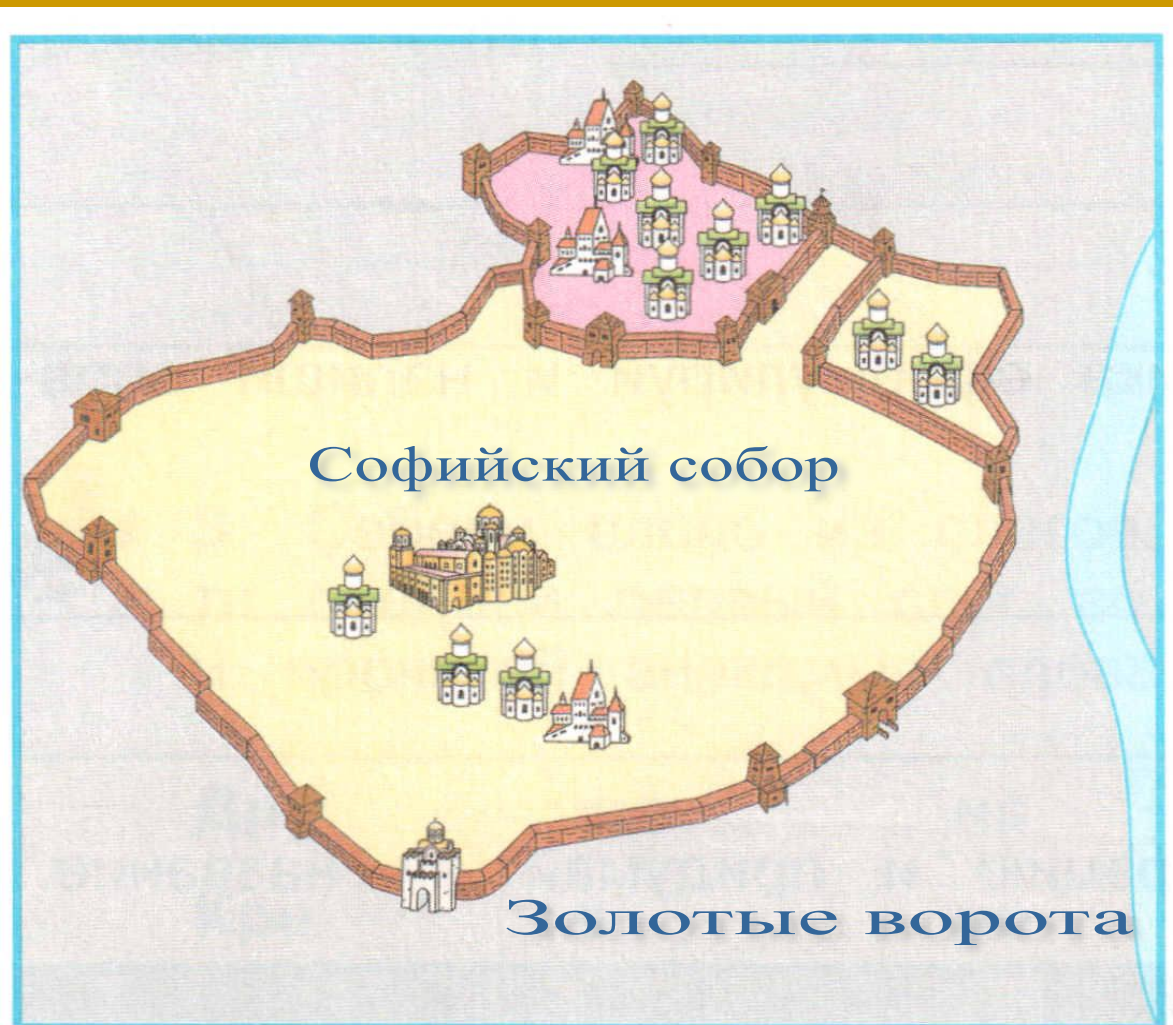 Софийский собор
Золотые ворота